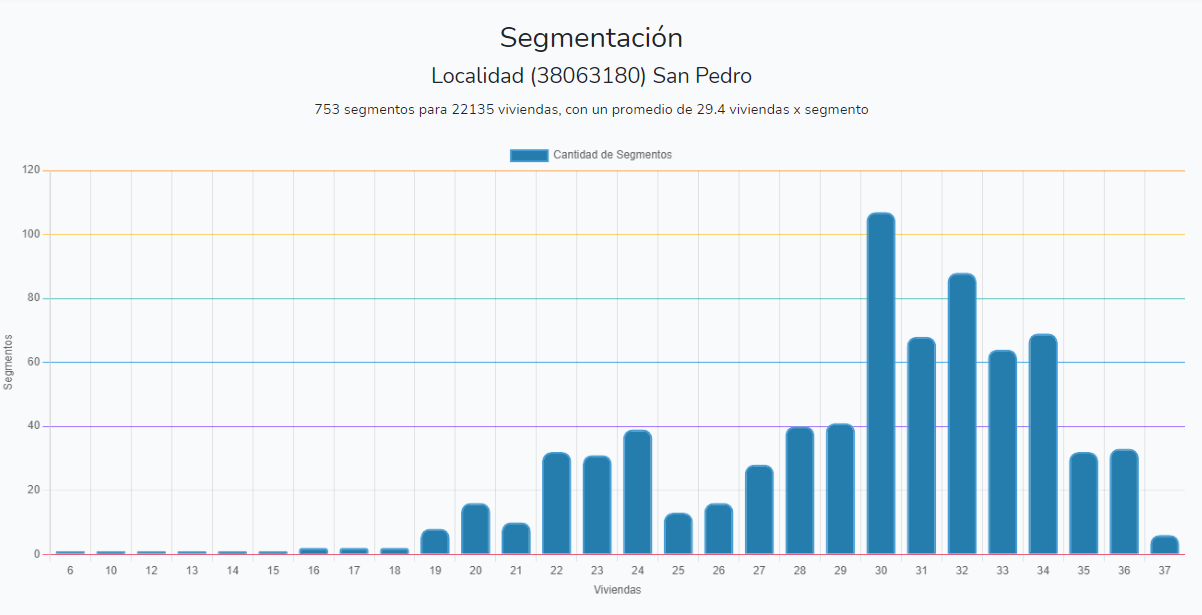 Segmentación
Localidad (38063180) San Pedro
753 segmentos para 22135 viviendas, con un promedio de 29.4 viviendas x segmento
Cantidad de Segmentos
120
100
80
60
40
20
0
Segmentos
6 10 12 13 14 15 16 17 18 19 20 21 22 23 24 25 26 27 28 29 30 31 32 33 34 35 36 37
Viviendas